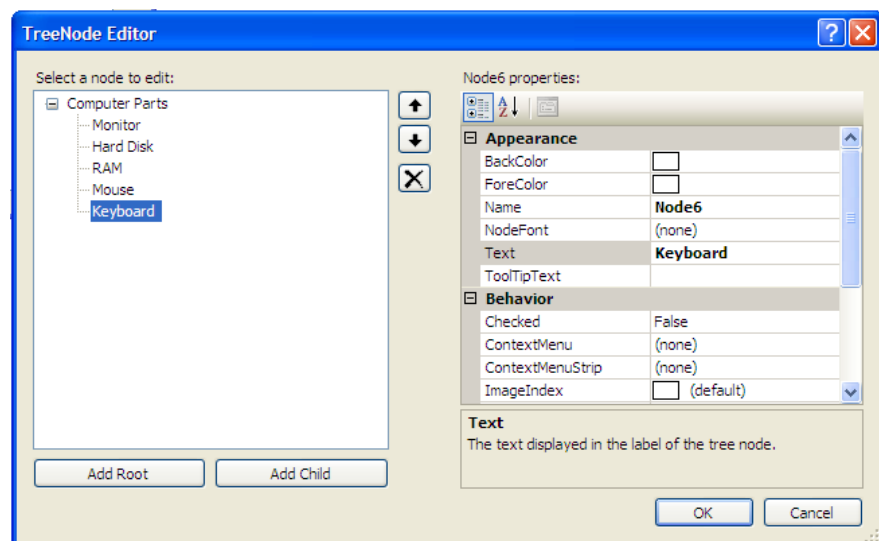 TreeNode Editor
Select a node to edit:
Computer Parts
Monitor
Hard Disk
RAM
Mouse
Keyboard
Add Root Add Child
Node6 properties:
Appearance
BackColor
ForeColor
Name Node6
NodeFont (none)
Text Keyboard
ToolTipText
Behavior
Checked False
ContextMenu (none)
ContextMenuStrip (none)
ImageIndex (default)
Text
The text displayed in the label of the tree node.
OK Cancel